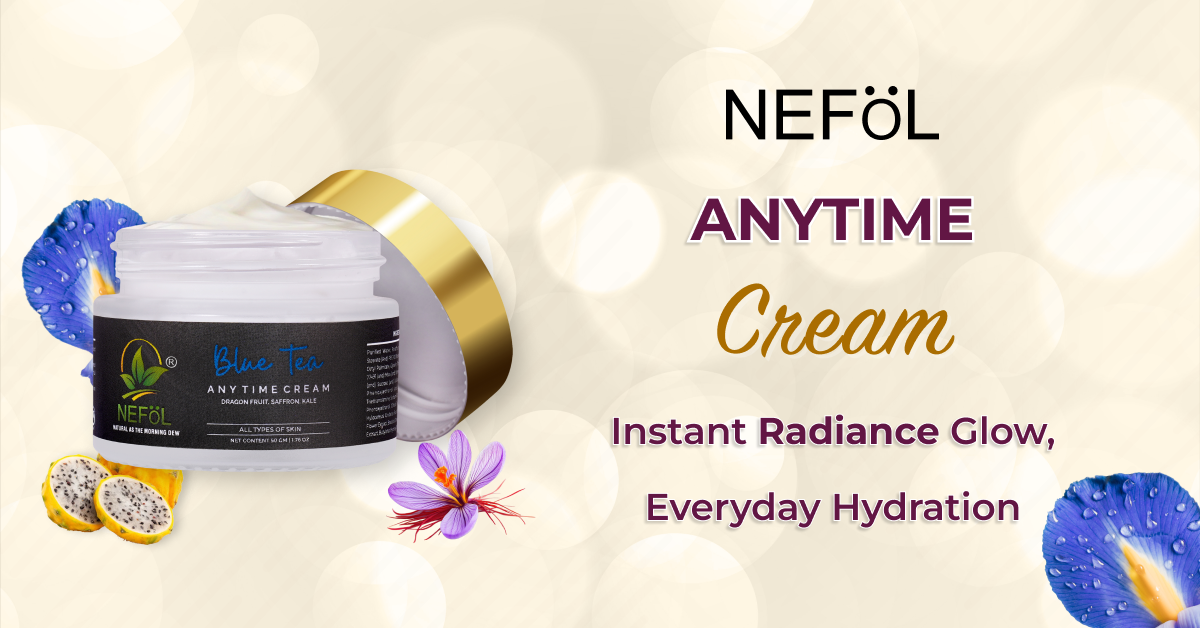 NEFöL
ANYTIME
Cream
Instant Radiance Glow,
Everyday Hydration
Blue Tea
ANYTIME CREAM
DRAGON FRUIT, SAFFRON, KALE
ALL TYPES OF SKIN
NET CONTENT 50 GM | 1.76 OZ
®
NEFöL
NATURAL AS THE MORNING DEW
Purified